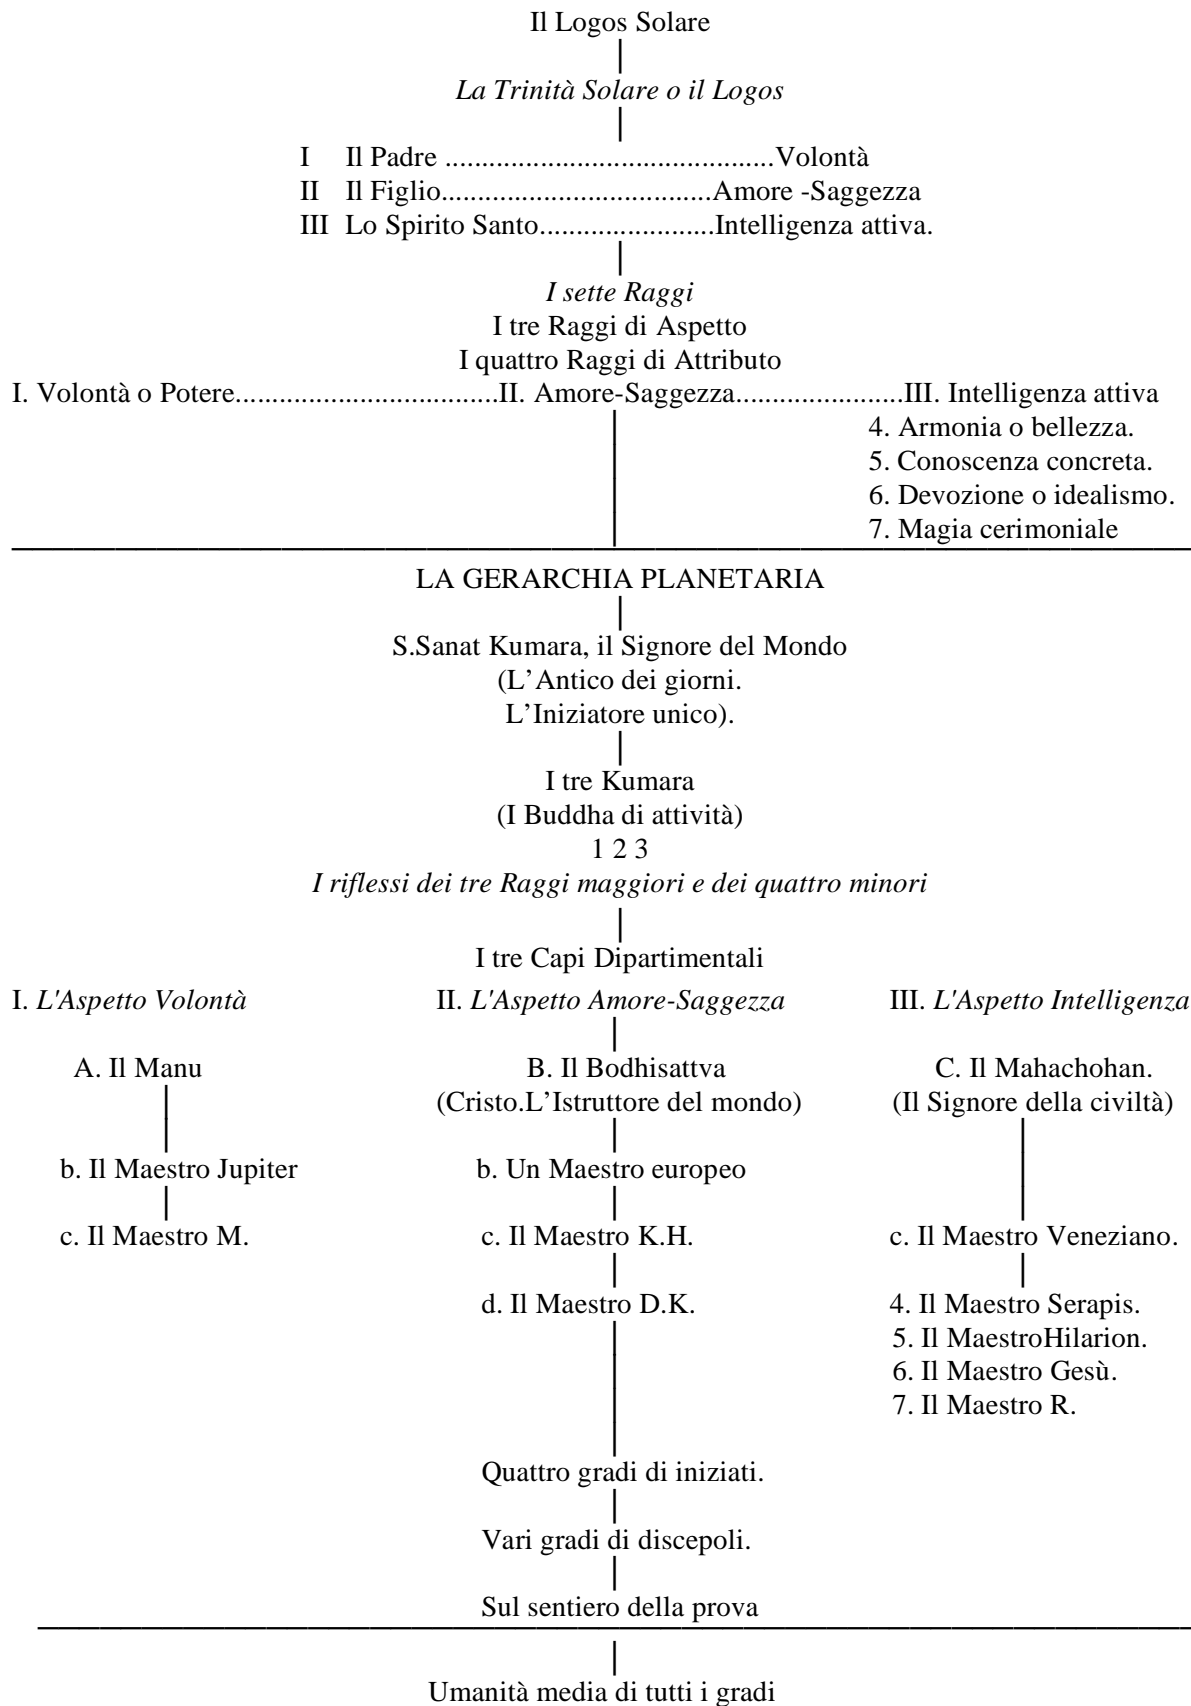 Il Logos Solare
La Trinità Solare o il Logos
I Il Padre .............................................Volontà
II Il Figlio.....................................Amore -Saggezza
III Lo Spirito Santo........................Intelligenza attiva.
I sette Raggi
I tre Raggi di Aspetto
I quattro Raggi di Attributo
I. Volontà o Potere....................................II. Amore-Saggezza.......................III. Intelligenza attiva
4. Armonia o bellezza.
5. Conoscenza concreta.
6. Devozione o idealismo.
7. Magia cerimoniale
LA GERARCHIA PLANETARIA
S.Sanat Kumara, il Signore del Mondo
(L’Antico dei giorni.
L’Iniziatore unico).
I tre Kumara
(I Buddha di attività)
1 2 3
I riflessi dei tre Raggi maggiori e dei quattro minori
I tre Capi Dipartimentali
I. L'Aspetto Volontà II. L'Aspetto Amore-Saggezza III. L'Aspetto Intelligenza
A. Il Manu B. Il Bodhisattva C. Il Mahachohan.
(Cristo.L’Istruttore del mondo) (Il Signore della civiltà)
b. Il Maestro Jupiter b. Un Maestro europeo
c. Il Maestro M. c. Il Maestro K.H. c. Il Maestro Veneziano.
d. Il Maestro D.K. 4. Il Maestro Serapis.
5. Il MaestroHilarion.
6. Il Maestro Gesù.
7. Il Maestro R.
Quattro gradi di iniziati.
Vari gradi di discepoli.
Sul sentiero della prova
Umanità media di tutti i gradi